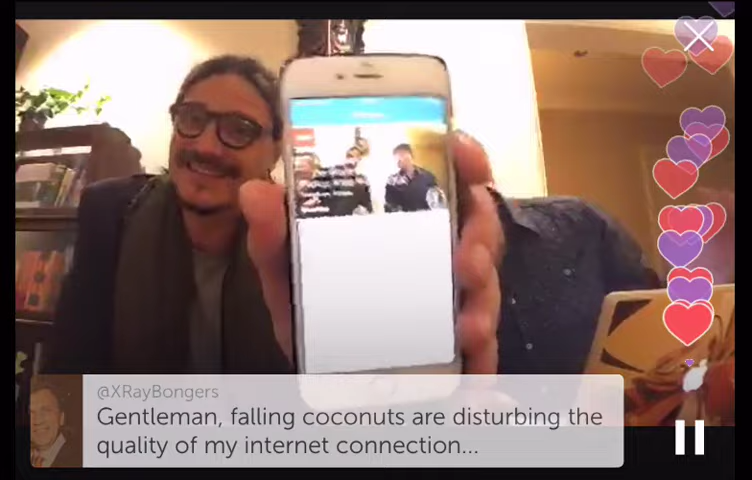 @XRayBongers
Gentleman, falling coconuts are disturbing the
quality of my internet connection...